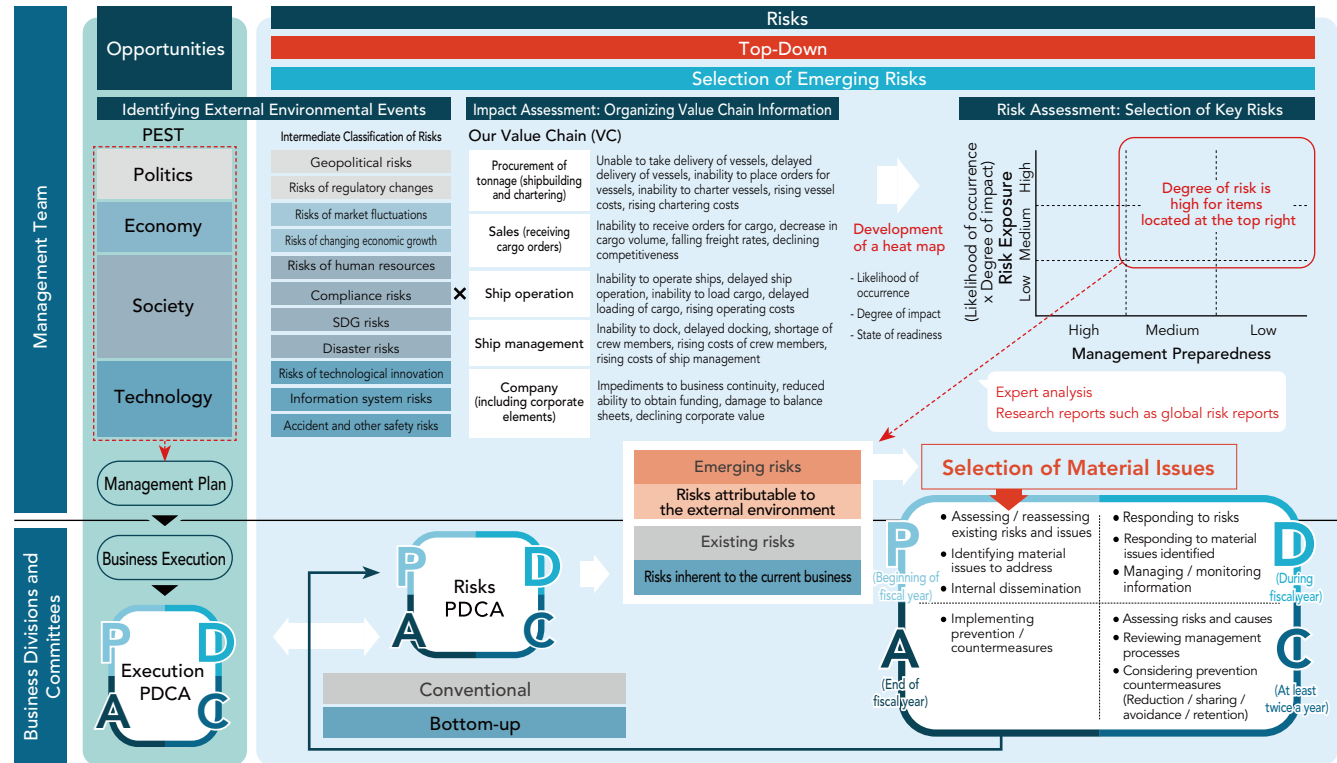 Management Team
Business Divisions and
Committees
Opportunities
Risks
Top-Down
Selection of Emerging Risks
Identifying External Environmental Events
PEST
Politics
Economy
Society
Technology
Management Plan
Business Execution
P
D
Execution
PDCA
A
C
Intermediate Classification of Risks
Geopolitical risks
Risks of regulatory changes
Risks of market fluctuations
Risks of changing economic growth
Risks of human resources
Compliance risks
SDG risks
Disaster risks
Risks of technological innovation
Information system risks
Accident and other safety risks
×
Impact Assessment: Organizing Value Chain Information
Our Value Chain (VC)
Procurement of
tonnage (shipbuilding
and chartering)
Unable to take delivery of vessels, delayed
delivery of vessels, inability to place orders for
vessels, inability to charter vessels, rising vessel
costs, rising chartering costs
Sales (receiving
cargo orders)
Inability to receive orders for cargo, decrease in
cargo volume, falling freight rates, declining
competitiveness
Ship operation
Inability to operate ships, delayed ship
operation, inability to load cargo, delayed
loading of cargo, rising operating costs
Ship management
Inability to dock, delayed docking, shortage of
crew members, rising costs of crew members,
rising costs of ship management
Company
(including corporate
elements)
Impediments to business continuity, reduced
ability to obtain funding, damage to balance
sheets, declining corporate value
Development
of a heat map
- Likelihood of
occurrence
- Degree of impact
- State of readiness
Risk Assessment: Selection of Key Risks
(Likelihood of occurrence
x Degree of impact)
Risk Exposure
Low Medium High
Degree of risk is
high for items
located at the top right
High Medium Low
Management Preparedness
Expert analysis
Research reports such as global risk reports
Emerging risks
Risks attributable to
the external environment
Existing risks
Risks inherent to the current business
P
D
Risks
PDCA
A
C
Conventional
Bottom-up
Selection of Material Issues
P
(Beginning of
fiscal year)
• Assessing / reassessing
existing risks and issues
• Identifying material
issues to address
• Internal dissemination
D
(During
fiscal year)
• Responding to risks
• Responding to material
issues identified
• Managing / monitoring
information
A
(End of
fiscal year)
• Implementing
prevention /
countermeasures
C
(At least
twice a year)
• Assessing risks and causes
• Reviewing management
processes
• Considering prevention
countermeasures
(Reduction / sharing /
avoidance / retention)